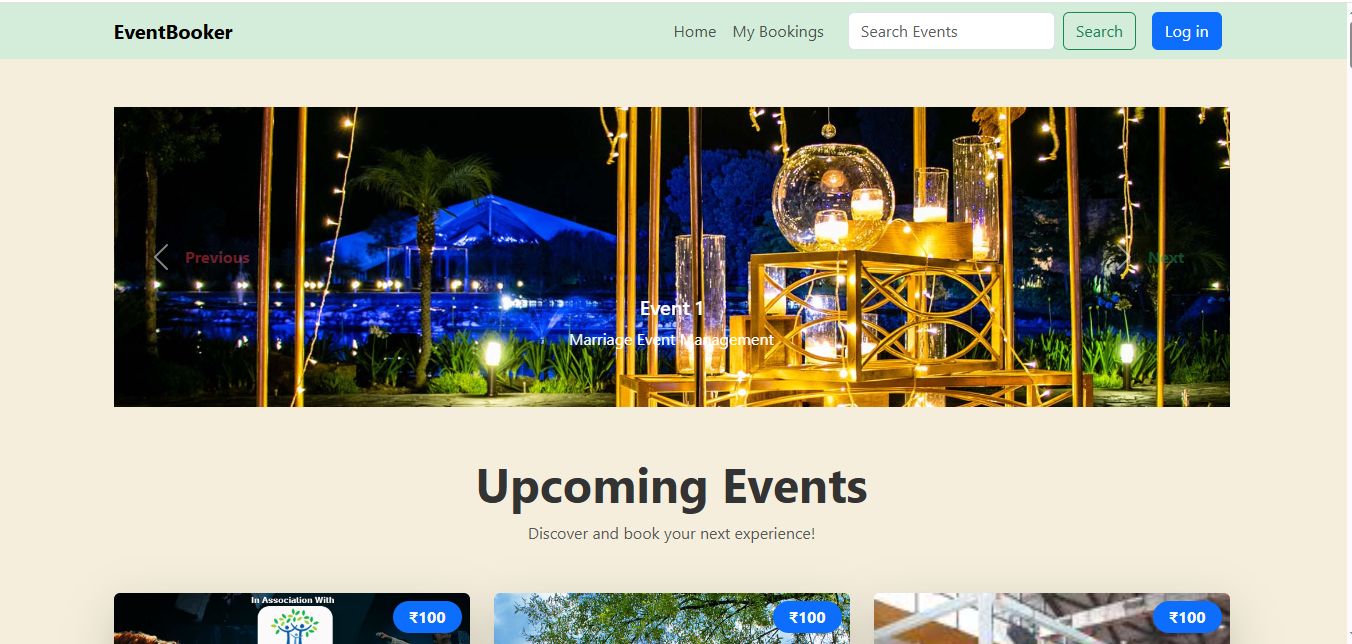 EventBooker
Home
My Bookings
Search Events
Search
Log in
Previous
Next
Event 1
Marriage Event Management
Upcoming Events
Discover and book your next experience!
In Association With
₹100
₹100
₹100